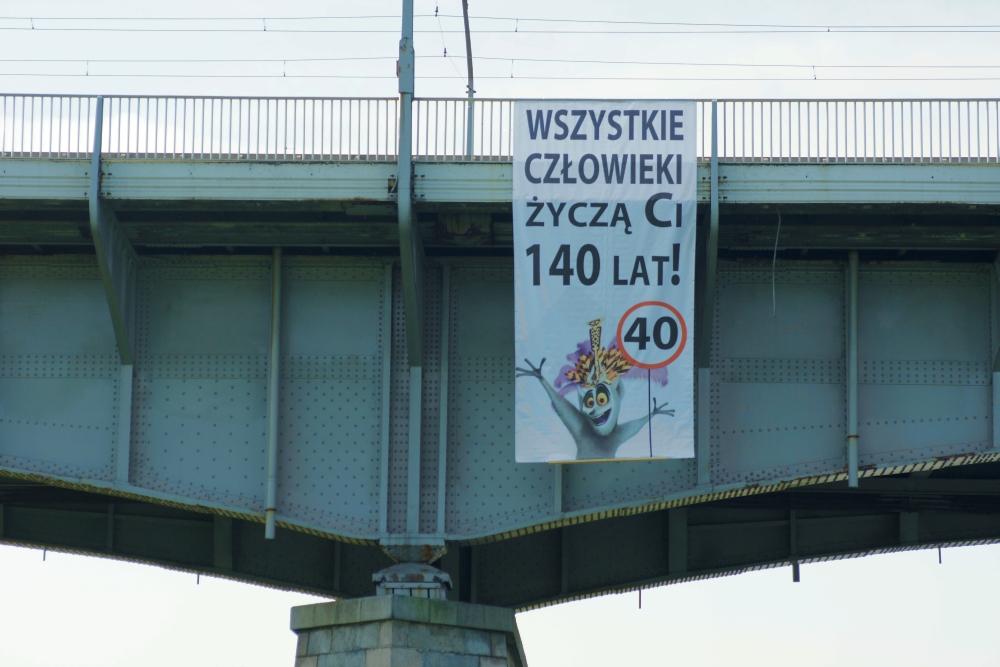 WSZYSTKIE
CZŁOWIEKI
ŻYCZĄ CI
140 LAT!
40